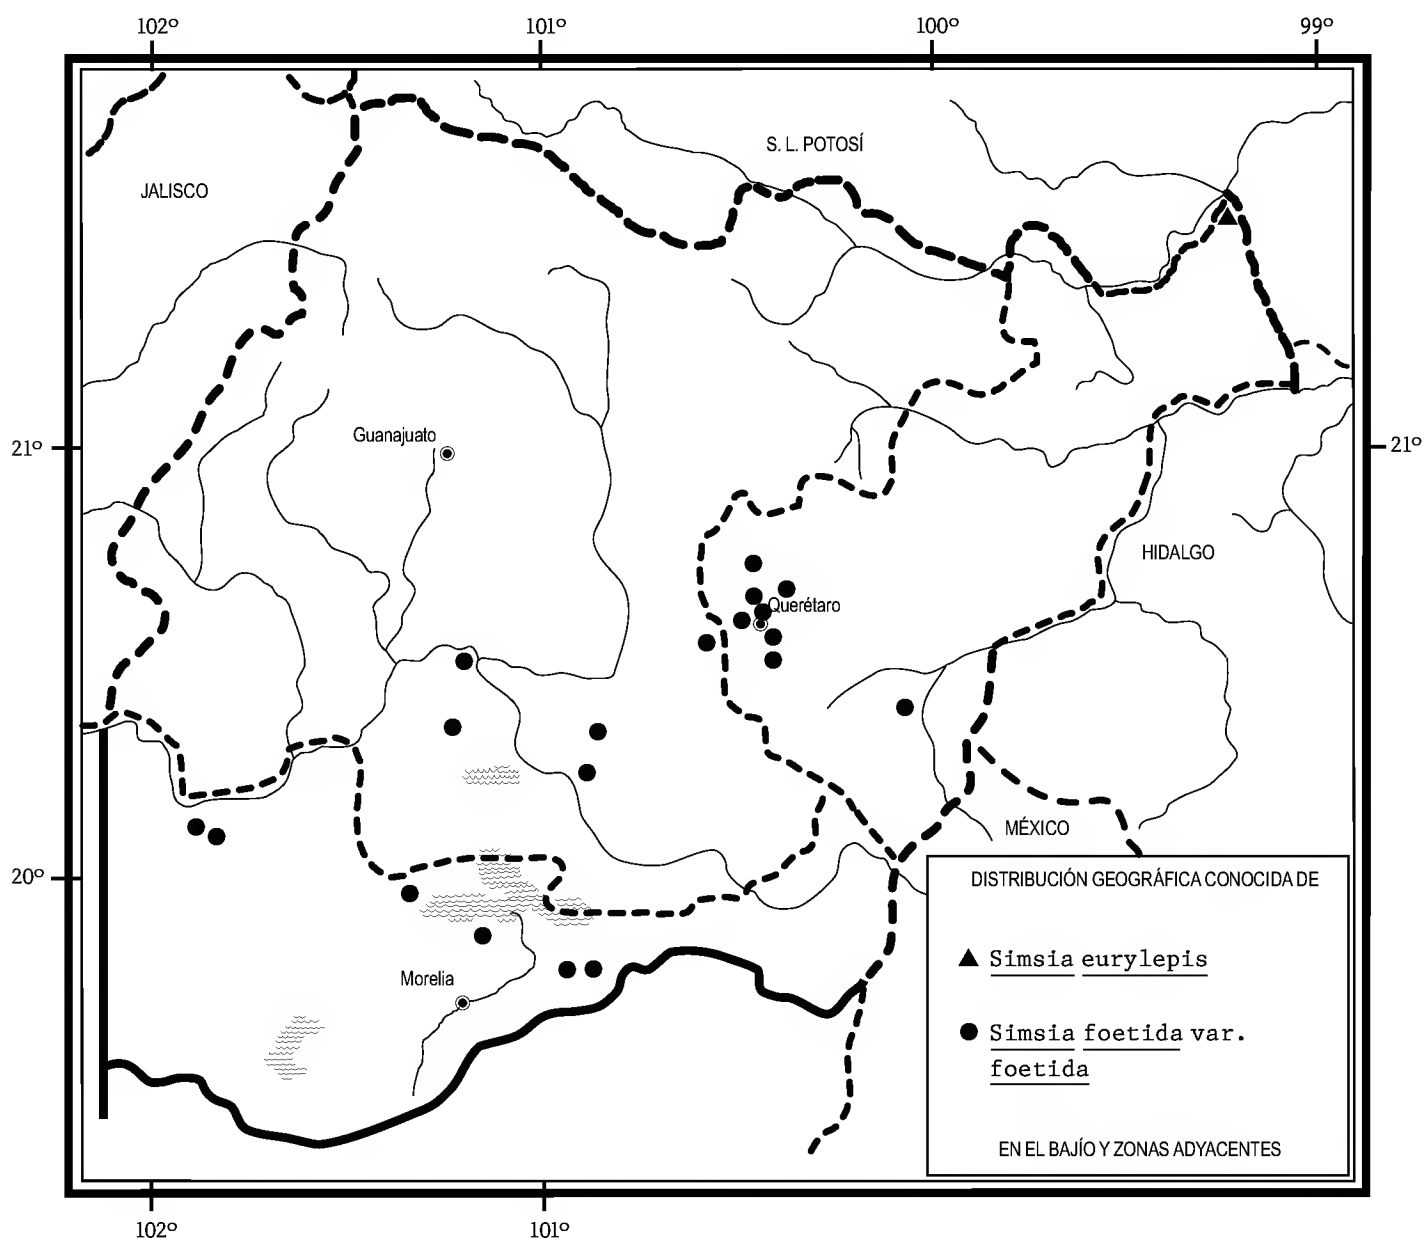 102° 101° 100° 99°
S. L. POTOSÍ
JALISCO
Guanajuato
21° 21°
HIDALGO
Querétaro
MÉXICO
20°
DISTRIBUCIÓN GEOGRÁFICA CONOCIDA DE
Simsia eurylepis
Morelia
Simsia foetida var.
foetida
EN EL BAJÍO Y ZONAS ADYACENTES
102° 101°